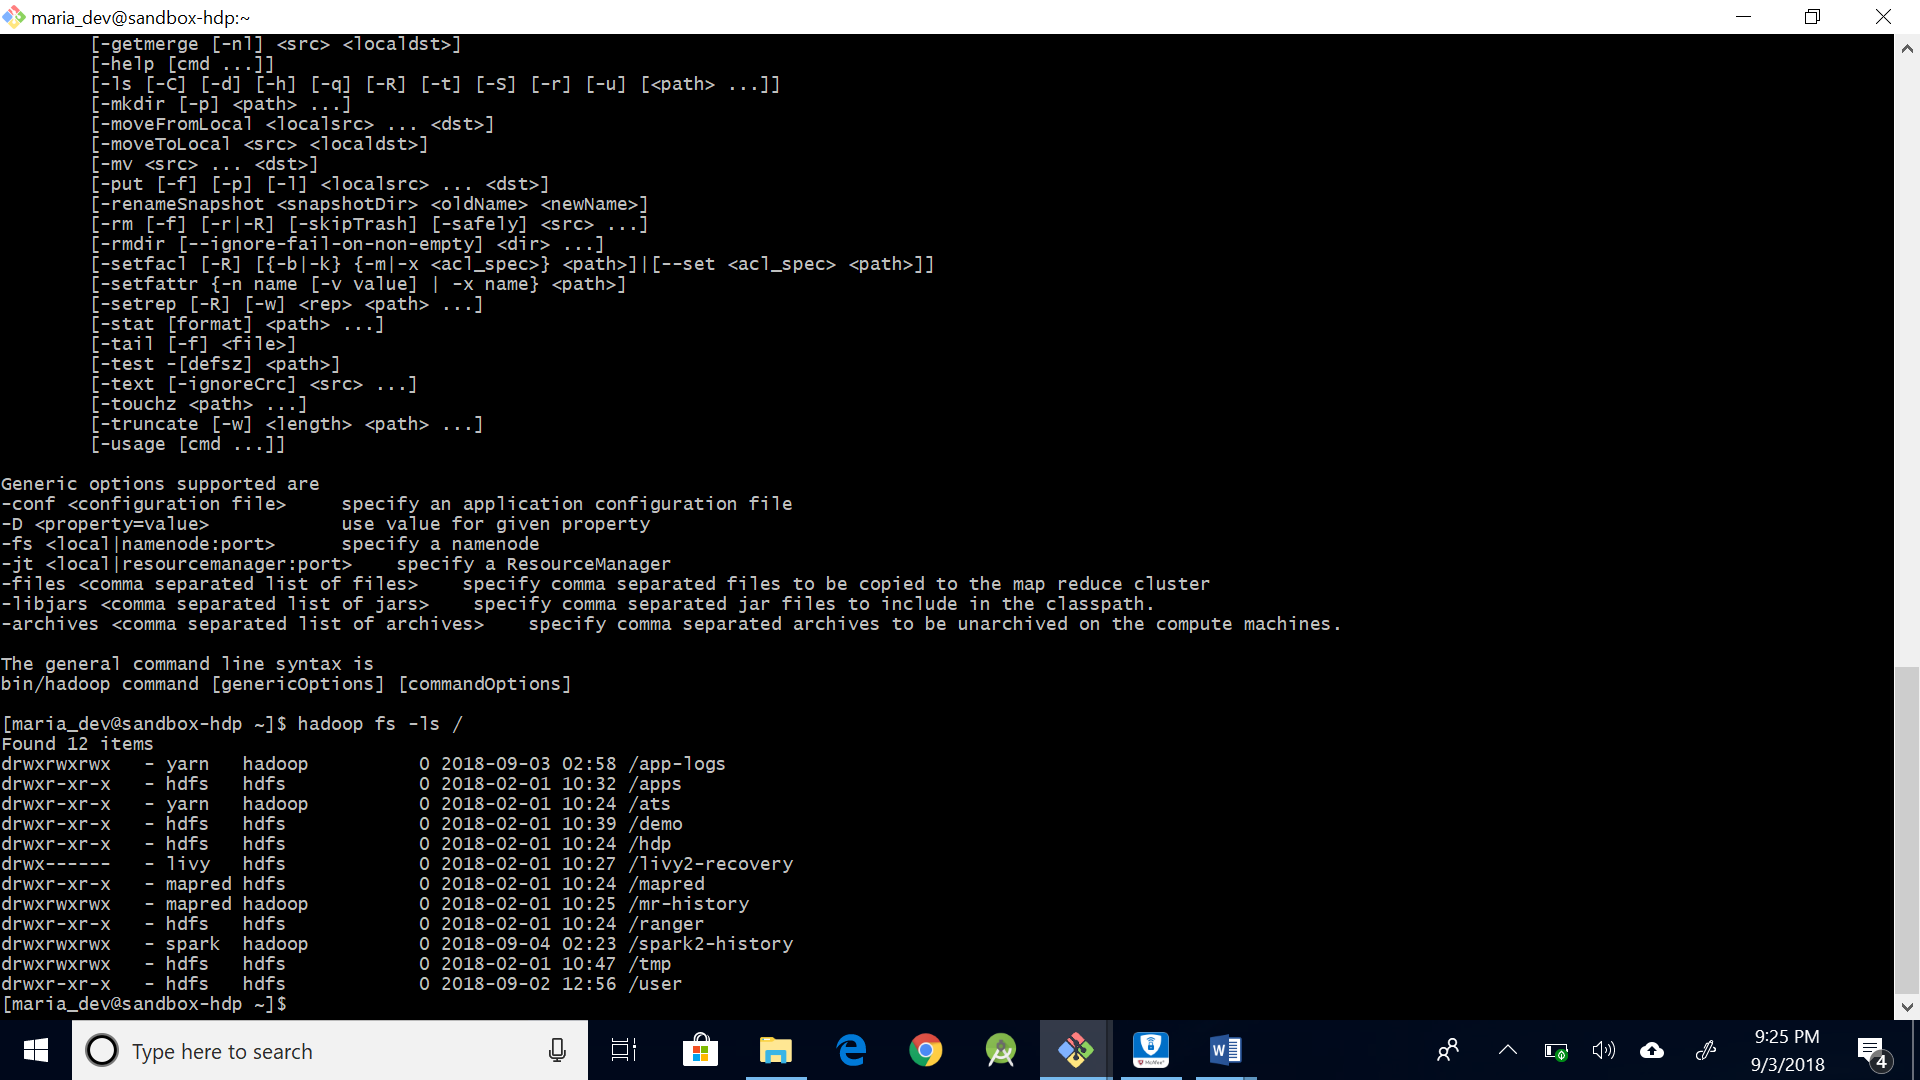 maria_dev@sandbox-hdp:~
[-getmerge [-nl] <src> <localdst>]
[-help [cmd ...]]
[-ls [-C] [-d] [-h] [-q] [-R] [-t] [-S] [-r] [-u] [<path> ...]]
[-mkdir [-p] <path> ...]
[-moveFromLocal <localsrc> ... <dst>]
[-moveToLocal <src> <localdst>]
[-mv <src> ... <dst>]
[-put [-f] [-p] [-l] <localsrc> ... <dst>]
[-renameSnapshot <snapshotDir> <oldName> <newName>]
[-rm [-f] [-r|-R] [-skipTrash] [-safely] <src> ...]
[-rmdir [--ignore-fail-on-non-empty] <dir> ...]
[-setfacl [-R] [{-b|-k} {-m|-x <acl_spec>} <path>]|[--set <acl_spec> <path>]]
[-setfattr {-n name [-v value] | -x name} <path>]
[-setrep [-R] [-w] <rep> <path> ...]
[-stat [format] <path> ...]
[-tail [-f] <file>]
[-test -[defsz] <path>]
[-text [-ignoreCrc] <src> ...]
[-touchz <path> ...]
[-truncate [-w] <length> <path> ...]
[-usage [cmd ...]]
Generic options supported are
-conf <configuration file>     specify an application configuration file
-D <property=value>            use value for given property
-fs <local|namenode:port>      specify a namenode
-jt <local|resourcemanager:port>    specify a ResourceManager
-files <comma separated list of files>    specify comma separated files to be copied to the map reduce cluster
-libjars <comma separated list of jars>    specify comma separated jar files to include in the classpath.
-archives <comma separated list of archives>    specify comma separated archives to be unarchived on the compute machines.
The general command line syntax is
bin/hadoop command [genericOptions] [commandOptions]
[maria_dev@sandbox-hdp ~]$ hadoop fs -ls /
Found 12 items
drwxrwxrwx   - yarn   hadoop          0 2018-09-03 02:58 /app-logs
drwxr-xr-x   - hdfs   hdfs            0 2018-02-01 10:32 /apps
drwxr-xr-x   - yarn   hadoop          0 2018-02-01 10:24 /ats
drwxr-xr-x   - hdfs   hdfs            0 2018-02-01 10:39 /demo
drwxr-xr-x   - hdfs   hdfs            0 2018-02-01 10:24 /hdp
drwx------   - livy   hdfs            0 2018-02-01 10:27 /livy2-recovery
drwxr-xr-x   - mapred hdfs            0 2018-02-01 10:24 /mapred
drwxrwxrwx   - mapred hadoop          0 2018-02-01 10:25 /mr-history
drwxr-xr-x   - hdfs   hdfs            0 2018-02-01 10:24 /ranger
drwxrwxrwx   - spark  hadoop          0 2018-09-04 02:23 /spark2-history
drwxrwxrwx   - hdfs   hdfs            0 2018-02-01 10:47 /tmp
drwxr-xr-x   - hdfs   hdfs            0 2018-09-02 12:56 /user
[maria_dev@sandbox-hdp ~]$
Type here to search
9:25 PM
9/3/2018
4